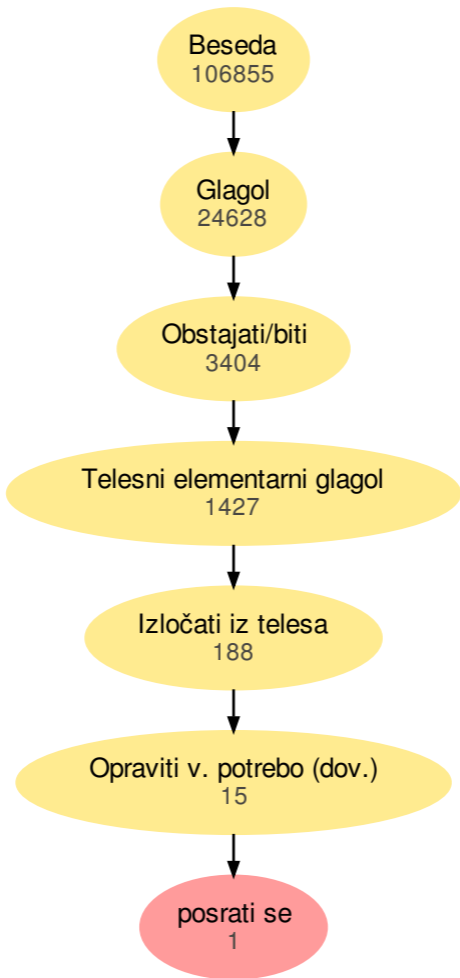 Beseda
106855
Glagol
24628
Obstajati/biti
3404
Telesni elementarni glagol
1427
Izločati iz telesa
188
Opraviti v. potrebo (dov.)
15
posrati se
1